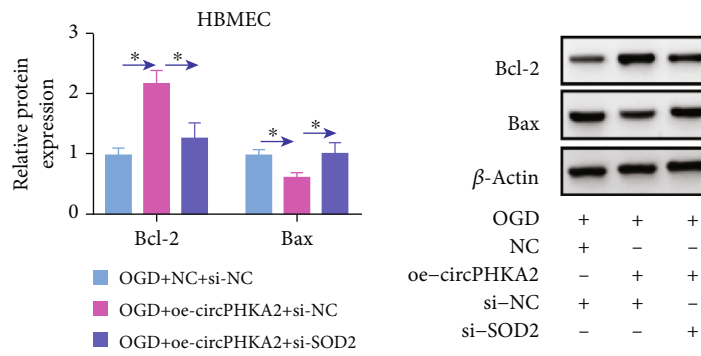 HBMEC
Relative protein
expression
3
2
1
0
* * * *
Bcl-2 Bax
OGD+NC+si-NC
OGD+oe-circPHKA2+si-NC
OGD+oe-circPHKA2+si-SOD2
Bcl-2
Bax
β-Actin
OGD + + +
NC + – –
oe–circPHKA2 – + +
si–NC + + –
si–SOD2 – – +